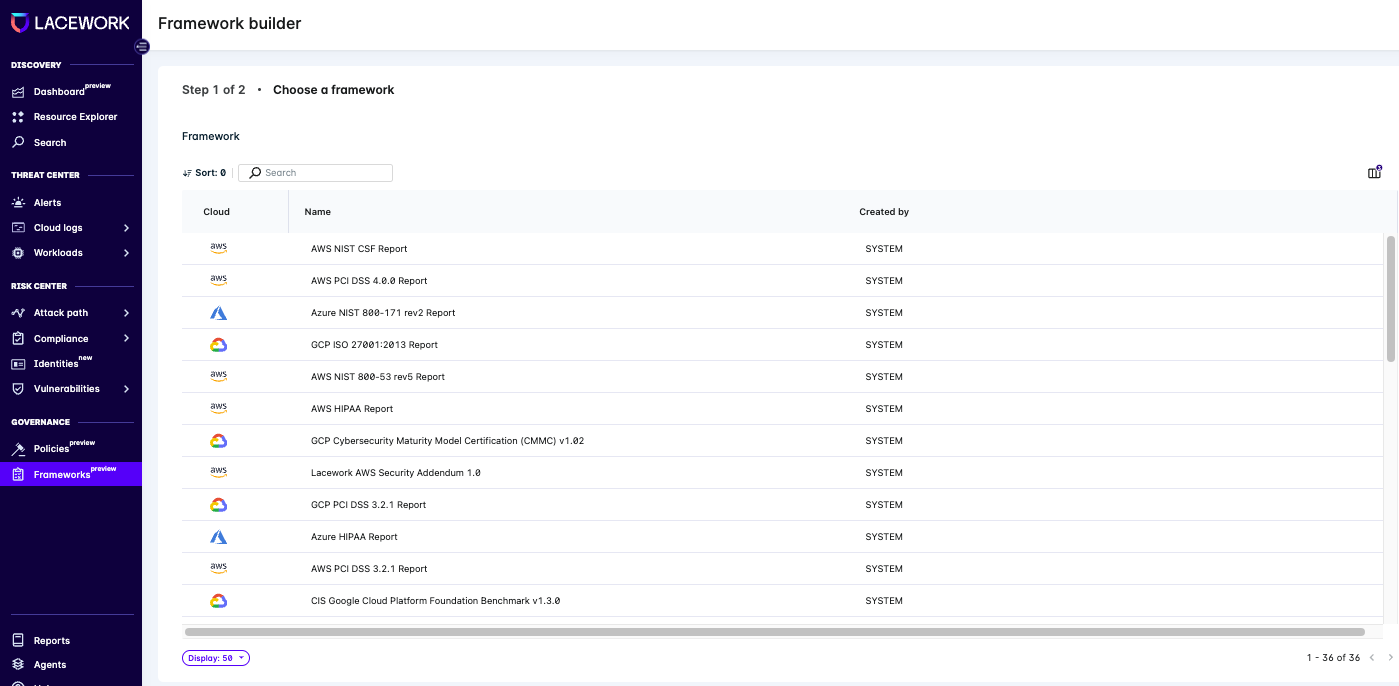 LACEWORK
Framework builder
DISCOVERY
Dashboard preview
Resource Explorer
Search
THREAT CENTER
Alerts
Cloud logs
Workloads
RISK CENTER
Attack path
Compliance
Identities new
Vulnerabilities
GOVERNANCE
Policies preview
Frameworks preview
Reports
Agents
Step 1 of 2 • Choose a framework
Framework
Sort: 0 Search
Cloud Name Created by
aws AWS NIST CSF Report SYSTEM
aws AWS PCI DSS 4.0.0 Report SYSTEM
Azure NIST 800-171 rev2 Report SYSTEM
GCP ISO 27001:2013 Report SYSTEM
aws AWS NIST 800-53 rev5 Report SYSTEM
aws AWS HIPAA Report SYSTEM
GCP Cybersecurity Maturity Model Certification (CMMC) v1.02 SYSTEM
aws Lacework AWS Security Addendum 1.0 SYSTEM
GCP PCI DSS 3.2.1 Report SYSTEM
Azure HIPAA Report SYSTEM
aws AWS PCI DSS 3.2.1 Report SYSTEM
CIS Google Cloud Platform Foundation Benchmark v1.3.0 SYSTEM
Display: 50
1 - 36 of 36